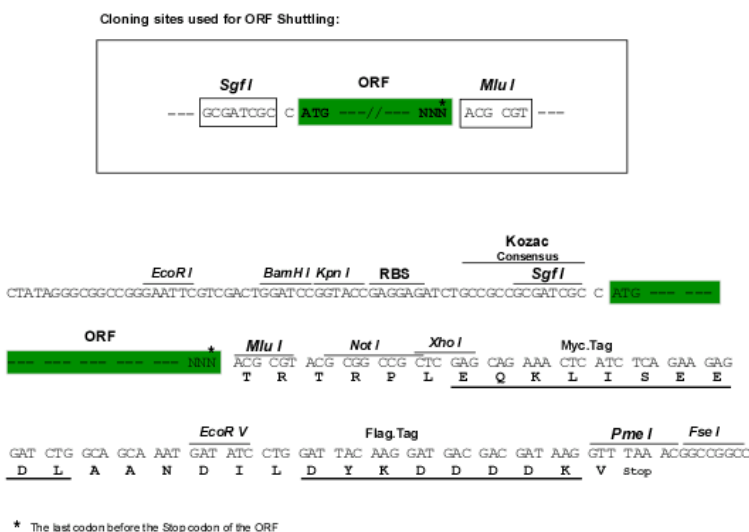 Cloning sites used for ORF Shuttling:
Sgf I ORF Mlu I
*
--- GCGATCGC C ATG ---//--- NNN ACG CGT ---
Kozac
Consensus
EcoR I BamH I Kpn I RBS Sgf I
CTATAGGGCGGCCGGGAATTCGTCGACTGGATCCGGTACCGAGGAGATCTGCCGCCGCGATCGC C ATG --- ---
ORF
* Mlu I Not I Xho I Myc.Tag
--- --- --- --- --- --- NNN ACG CGT ACG CGG CCG CTC GAG CAG AAA CTC ATC TCA GAA GAG
T R T R P L E Q K L I S E E
EcoR V Flag.Tag Pme I Fse I
GAT CTG GCA GCA AAT GAT ATC CTG GAT TAC AAG GAT GAC GAC GAT AAG GTT TAA ACGGCCGGCC
D L A A N D I L D Y K D D D D K V Stop
* The last codon before the Stop codon of the ORF